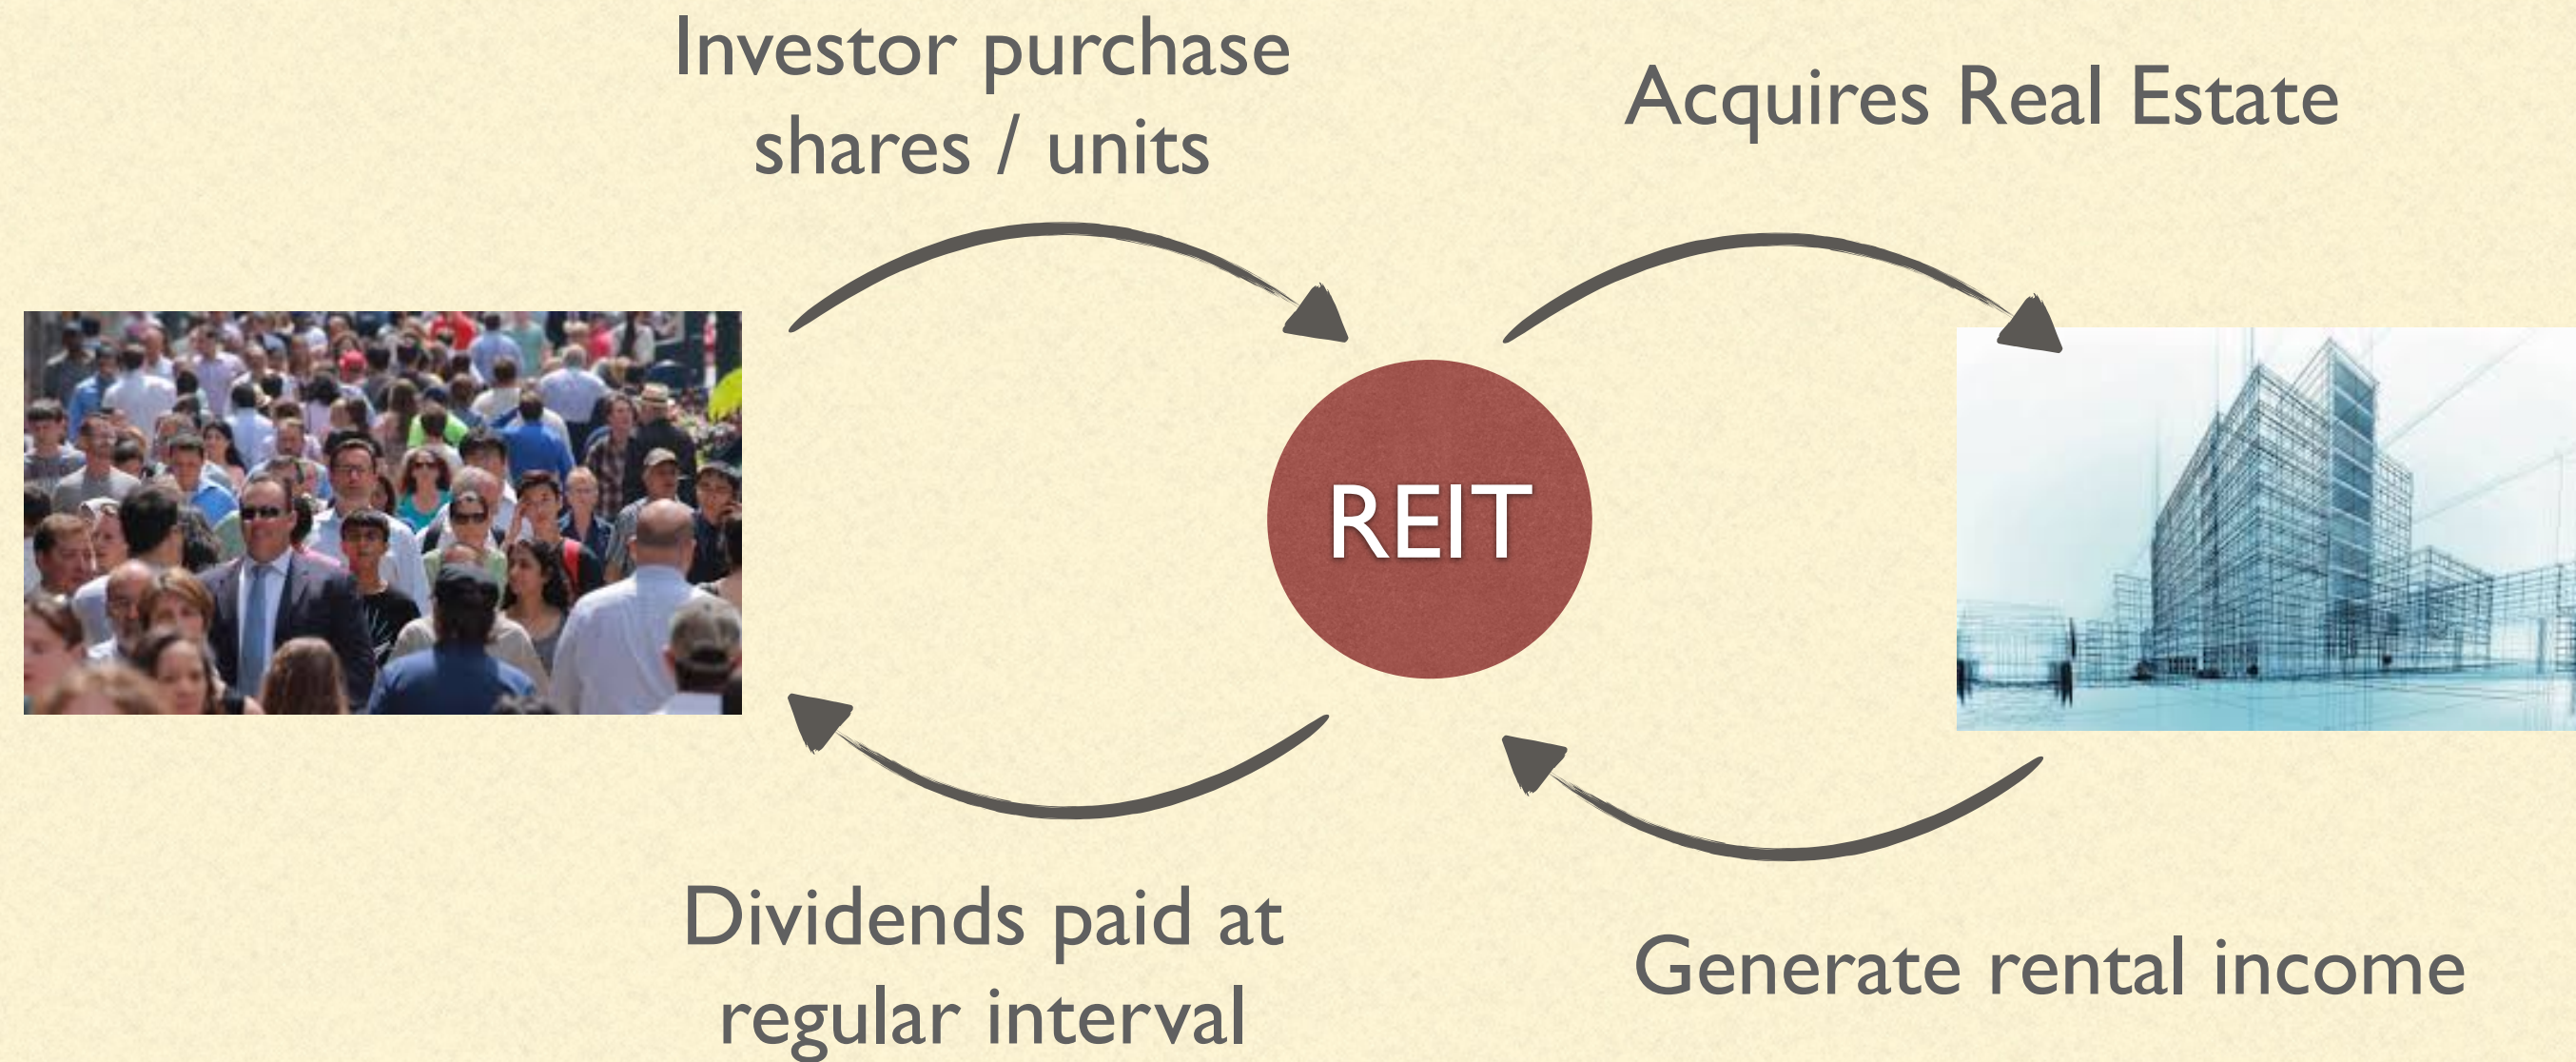 Investor purchase
shares / units
Acquires Real Estate
REIT
Dividends paid at
regular interval
Generate rental income